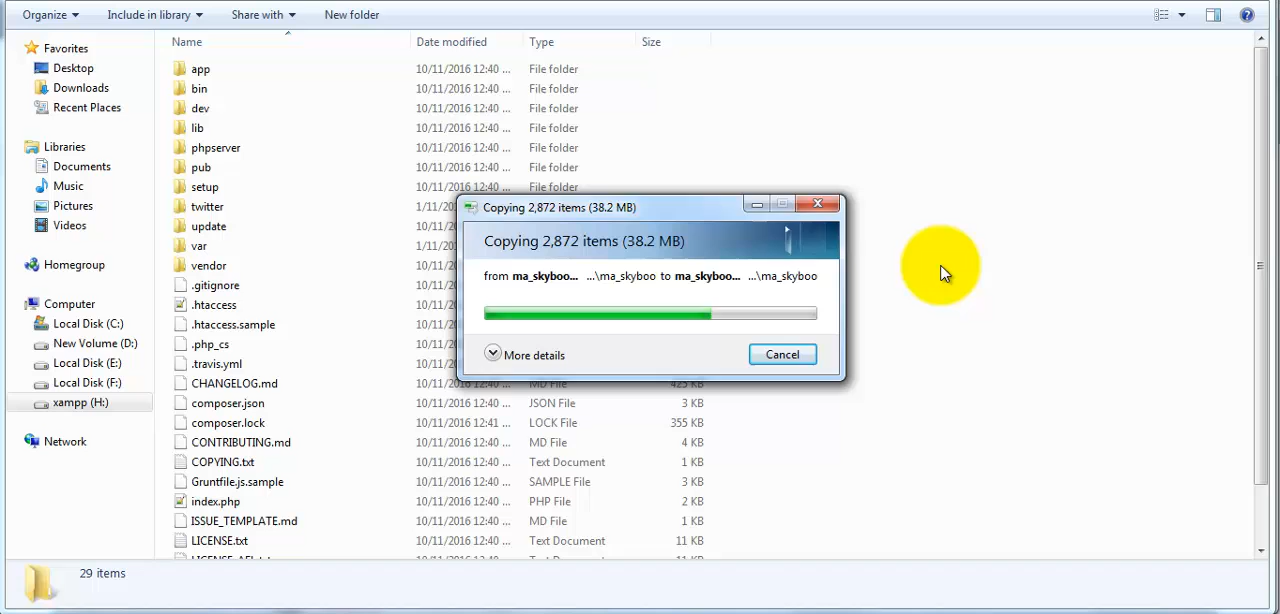 Organize Include in library Share with New folder
Name Date modified Type Size
Favorites
Desktop
Downloads
Recent Places
Libraries
Documents
Music
Pictures
Videos
Homegroup
Computer
Local Disk (C:)
New Volume (D:)
Local Disk (E:)
Local Disk (F:)
xampp (H:)
Network
app 10/11/2016 12:40 ... File folder
bin 10/11/2016 12:40 ... File folder
dev 10/11/2016 12:40 ... File folder
lib 10/11/2016 12:40 ... File folder
phpserver 10/11/2016 12:40 ... File folder
pub 10/11/2016 12:40 ... File folder
setup 10/11/2016 12:40 ... File folder
twitter 1/11/
update 10/11/
var 1/11/
vendor 10/11/
.gitignore 10/11/
.htaccess 10/11/
.htaccess.sample 10/11/
.php_cs 10/11/
.travis.yml 10/11/
CHANGELOG.md 10/11/2016 12:40 ... MD File 425 KB
composer.json 10/11/2016 12:40 ... JSON File 3 KB
composer.lock 10/11/2016 12:41 ... LOCK File 355 KB
CONTRIBUTING.md 10/11/2016 12:40 ... MD File 4 KB
COPYING.txt 10/11/2016 12:40 ... Text Document 1 KB
Gruntfile.js.sample 10/11/2016 12:40 ... SAMPLE File 3 KB
index.php 10/11/2016 12:40 ... PHP File 2 KB
ISSUE_TEMPLATE.md 10/11/2016 12:40 ... MD File 1 KB
LICENSE.txt 10/11/2016 12:40 ... Text Document 11 KB
Copying 2,872 items (38.2 MB)
Copying 2,872 items (38.2 MB)
from ma_skyboo... ...\ma_skyboo to ma_skyboo... ...\ma_skyboo
More details Cancel
29 items